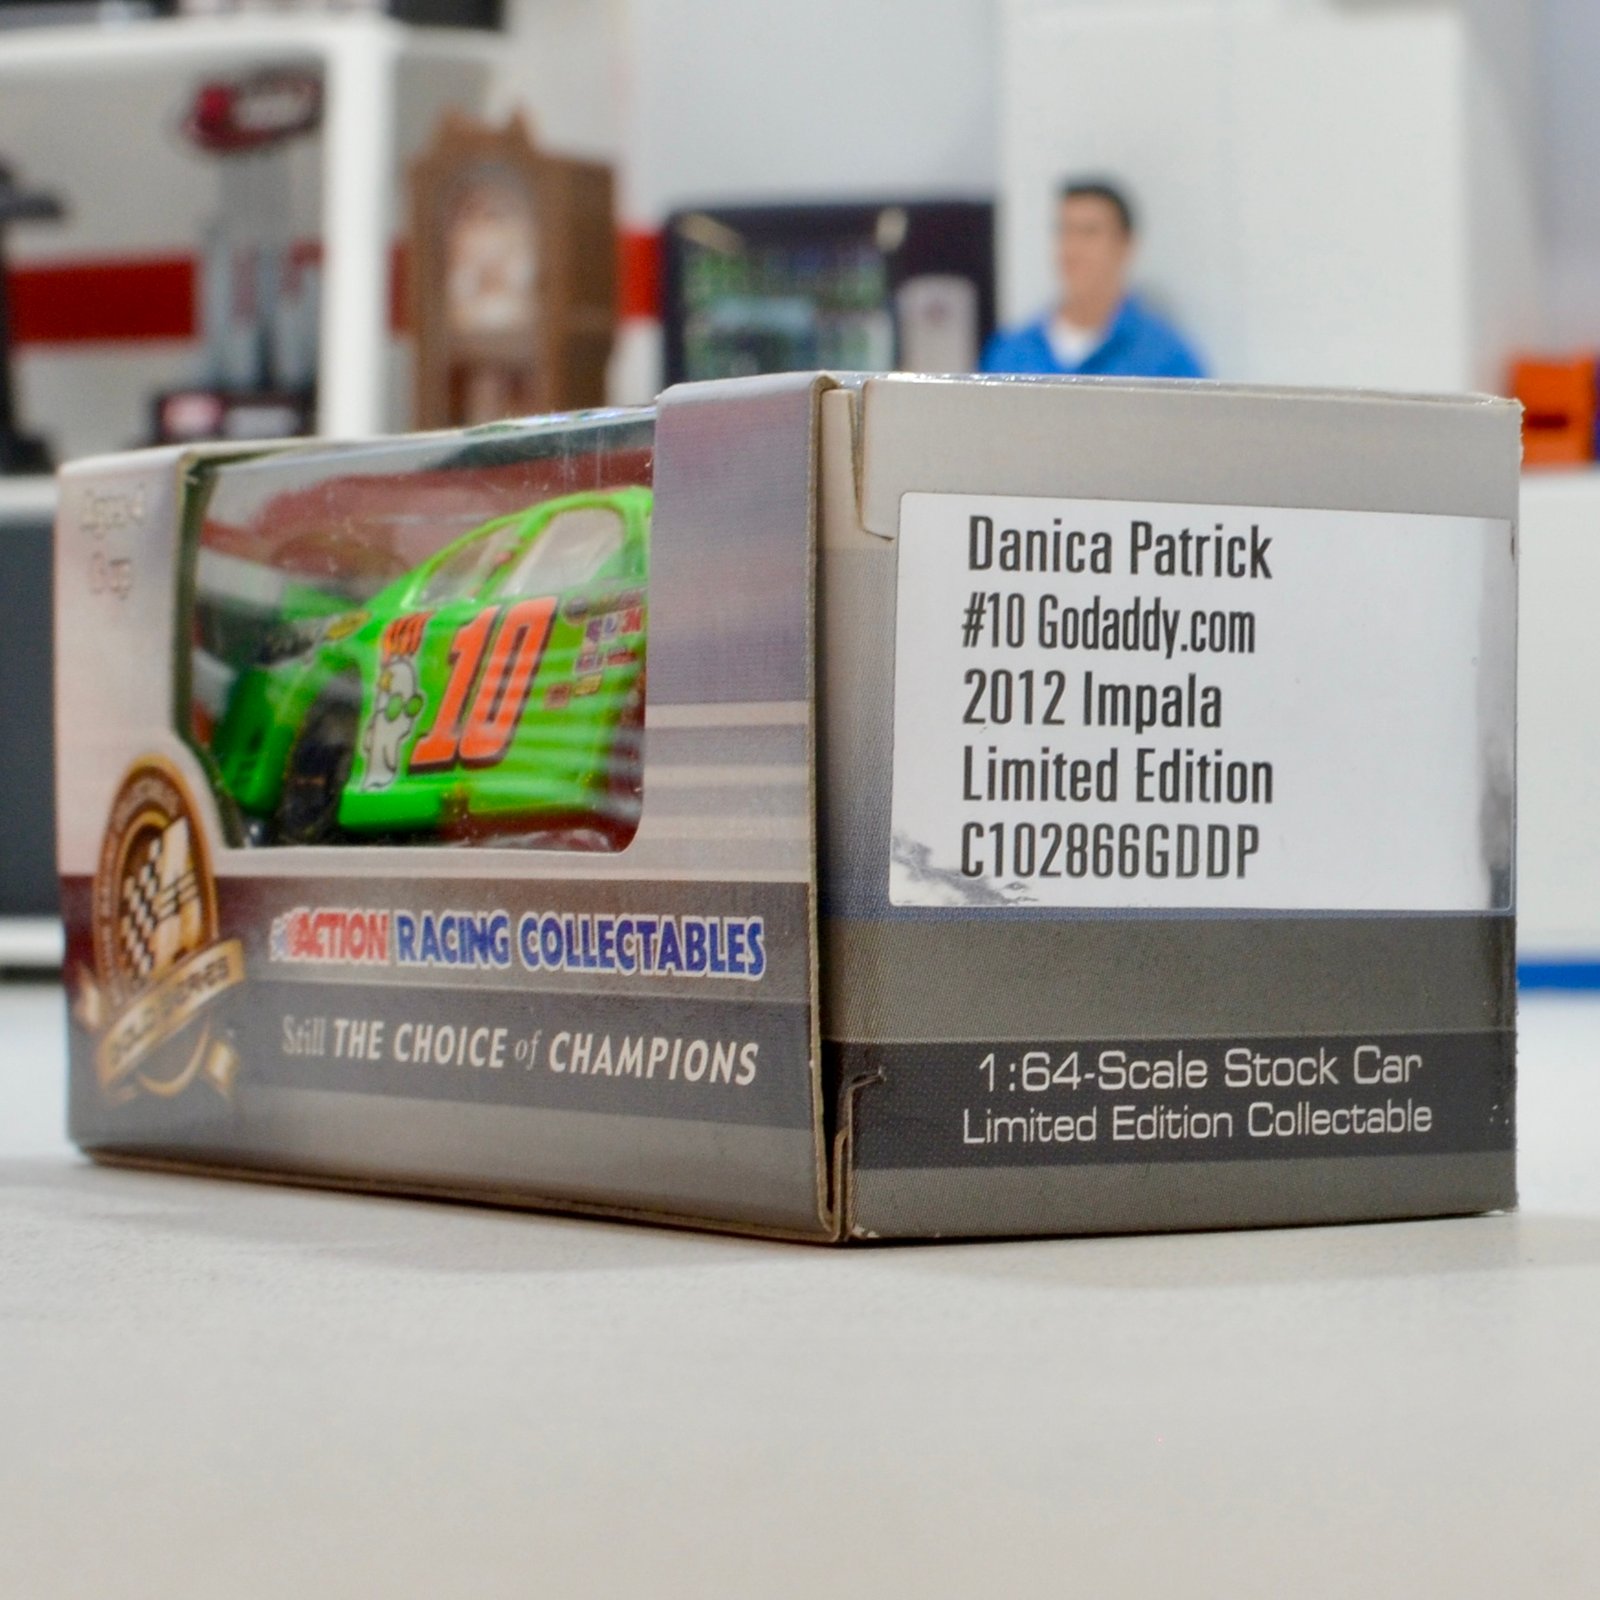 10
ACTION RACING COLLECTABLES
Still THE CHOICE of CHAMPIONS
Danica Patrick
#10 Godaddy.com
2012 Impala
Limited Edition
C102866GDDP
1:64-Scale Stock Car
Limited Edition Collectable